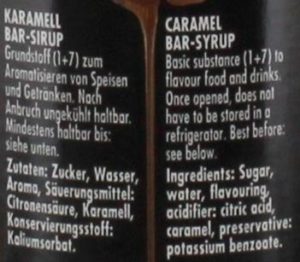 KARAMELL
BAR-SIRUP
Grundstoff (1+7) zum
Aromatisieren von Speisen
und Getränken. Nach
Anbruch ungekühlt haltbar.
Mindestens haltbar bis:
siehe unten.
Zutaten: Zucker, Wasser,
Aroma, Säuerungsmittel:
Citronensäure, Karamell,
Konservierungsstoff:
Kaliumsorbat.
CARAMEL
BAR-SYRUP
Basic substance (1+7) to
flavour food and drinks.
Once opened, does not
have to be stored in a
refrigerator. Best before:
see below.
Ingredients: Sugar,
water, flavouring,
acidifier: citric acid,
caramel, preservative:
potassium benzoate.